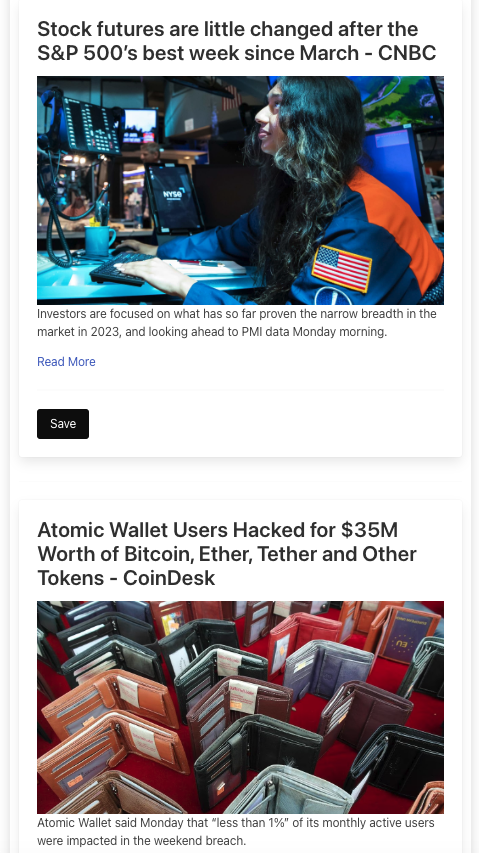 Stock futures are little changed after the
S&P 500’s best week since March - CNBC
NYSE
Investors are focused on what has so far proven the narrow breadth in the
market in 2023, and looking ahead to PMI data Monday morning.
Read More
Save
Atomic Wallet Users Hacked for $35M
Worth of Bitcoin, Ether, Tether and Other
Tokens - CoinDesk
Atomic Wallet said Monday that “less than 1%” of its monthly active users
were impacted in the weekend breach.